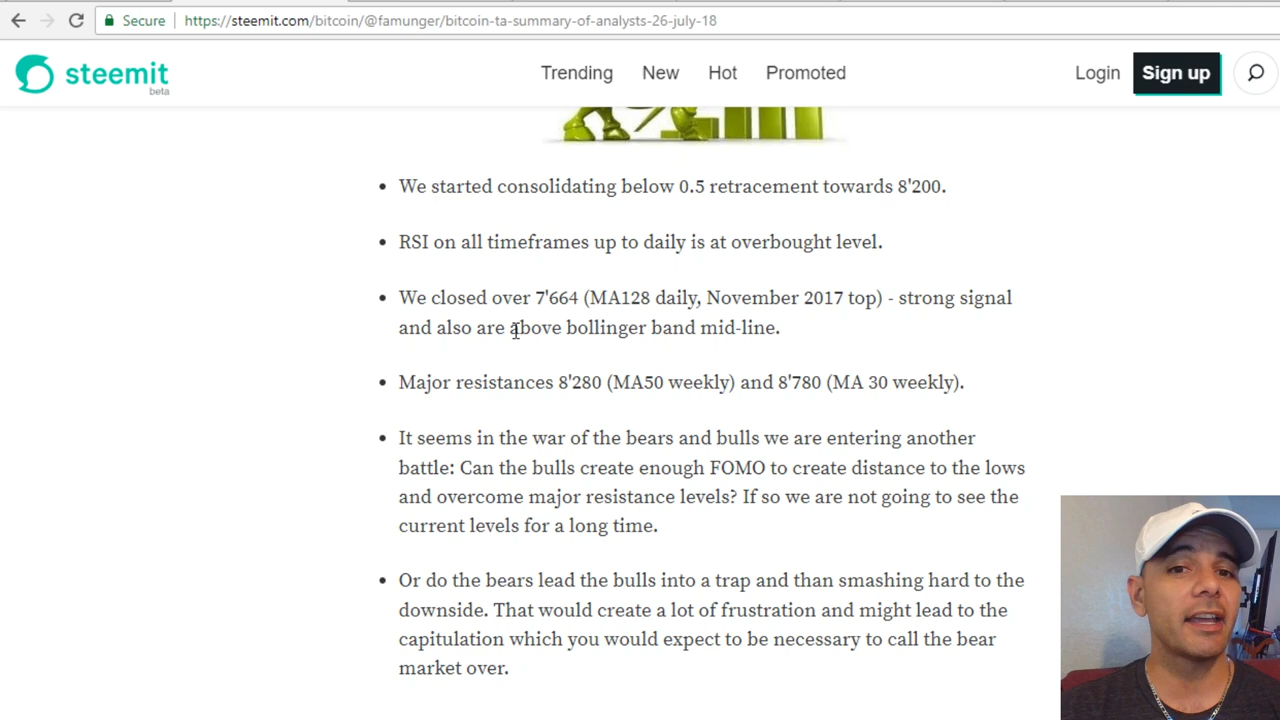 Secure
https://steemit.com/bitcoin/@famunger/bitcoin-ta-summary-of-analysts-26-july-18
steemit
beta
Trending
New
Hot
Promoted
Login
Sign up
• We started consolidating below 0.5 retracement towards 8'200.
• RSI on all timeframes up to daily is at overbought level.
• We closed over 7'664 (MA128 daily, November 2017 top) - strong signal
and also are above bollinger band mid-line.
• Major resistances 8'280 (MA50 weekly) and 8'780 (MA 30 weekly).
• It seems in the war of the bears and bulls we are entering another
battle: Can the bulls create enough FOMO to create distance to the lows
and overcome major resistance levels? If so we are not going to see the
current levels for a long time.
• Or do the bears lead the bulls into a trap and than smashing hard to the
downside. That would create a lot of frustration and might lead to the
capitulation which you would expect to be necessary to call the bear
market over.